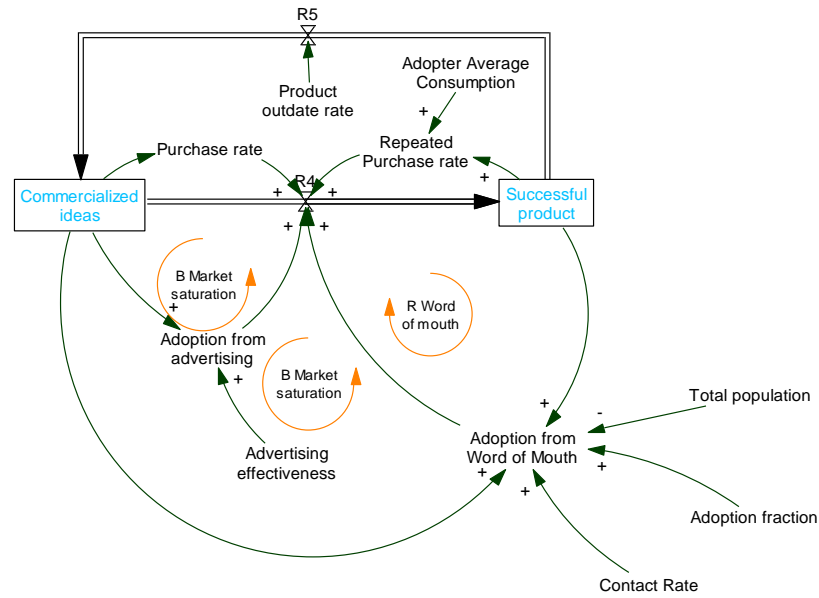 R5
Adopter Average
Consumption
Product
outdate rate
+
Purchase rate
Repeated
Purchase rate
R4
+
Commercialized
ideas
+
+
Successful
product
+
+
B Market
saturation
R Word
of mouth
+
Adoption from
advertising
B Market
saturation
+
Total population
-
+
Adoption from
Word of Mouth
Advertising
effectiveness
+
+
+
Adoption fraction
Contact Rate